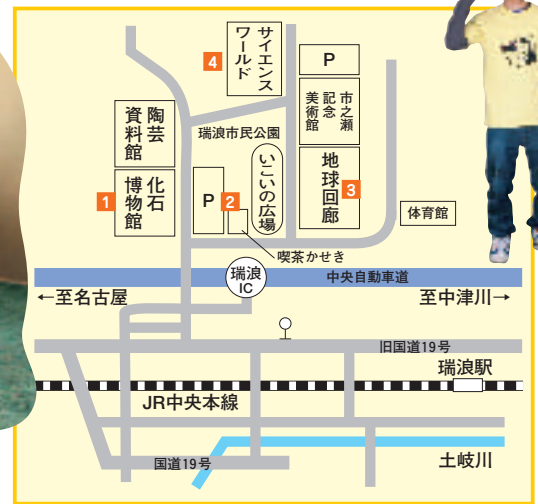 4
サイエンス
ワールド
P
市之瀬
記念
美術館
陶芸
資料館
瑞浪市民公園
1
化石
博物館
P
2
いこいの広場
地球回廊
3
体育館
喫茶かせき
瑞浪
IC
中央自動車道
←至名古屋
至中津川→
旧国道19号
瑞浪駅
JR中央本線
国道19号
土岐川